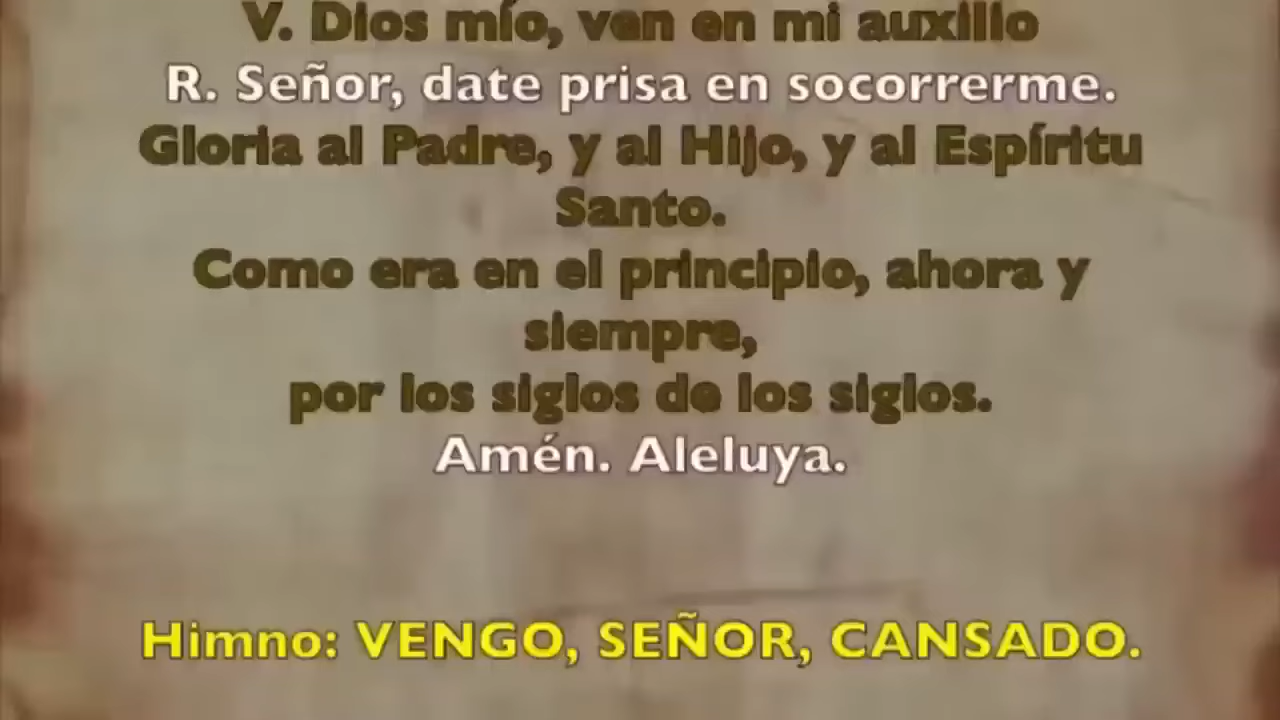 V. Dios mío, ven en mi auxilio
R. Señor, date prisa en socorrerme.
Gloria al Padre, y al Hijo, y al Espíritu
Santo.
Como era en el principio, ahora y
siempre,
por los siglos de los siglos.
Amén. Aleluya.
Himno: VENGO, SEÑOR, CANSADO.